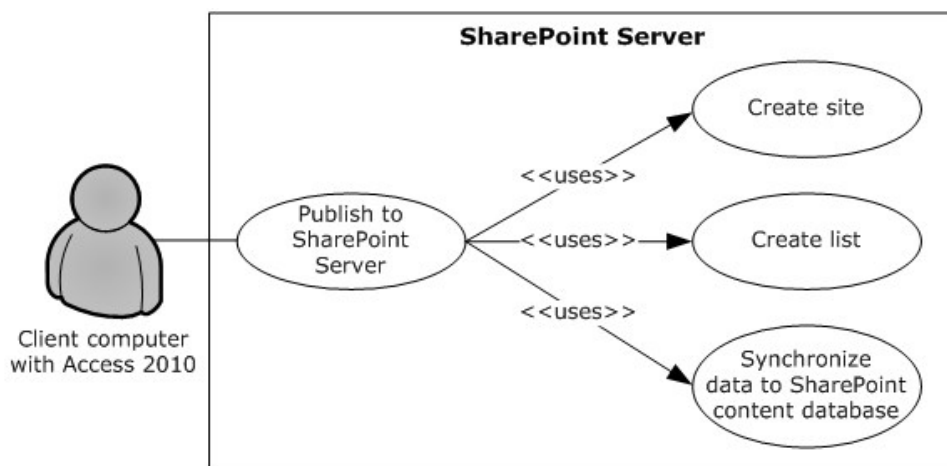 SharePoint Server
Create site
<<uses>>
Publish to
SharePoint
Server
<<uses>>
Create list
<<uses>>
Client computer
with Access 2010
Synchronize
data to SharePoint
content database